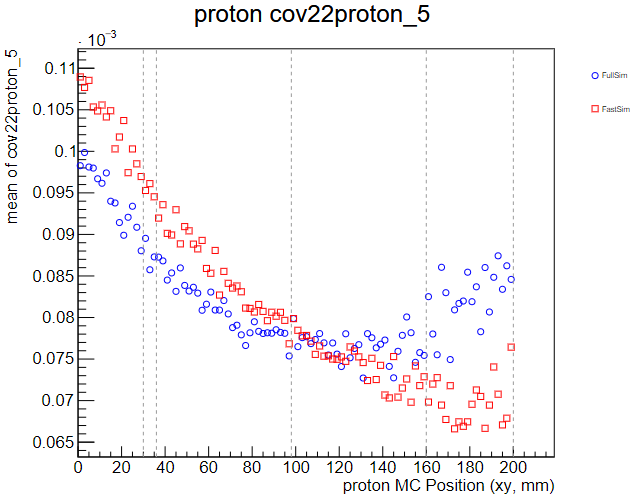 proton cov22proton_5
· 10⁻³
mean of cov22proton_5
0.11
0.105
0.1
0.095
0.09
0.085
0.08
0.075
0.07
0.065
0 20 40 60 80 100 120 140 160 180 200 220
proton MC Position (xy, mm)
FullSim
FastSim